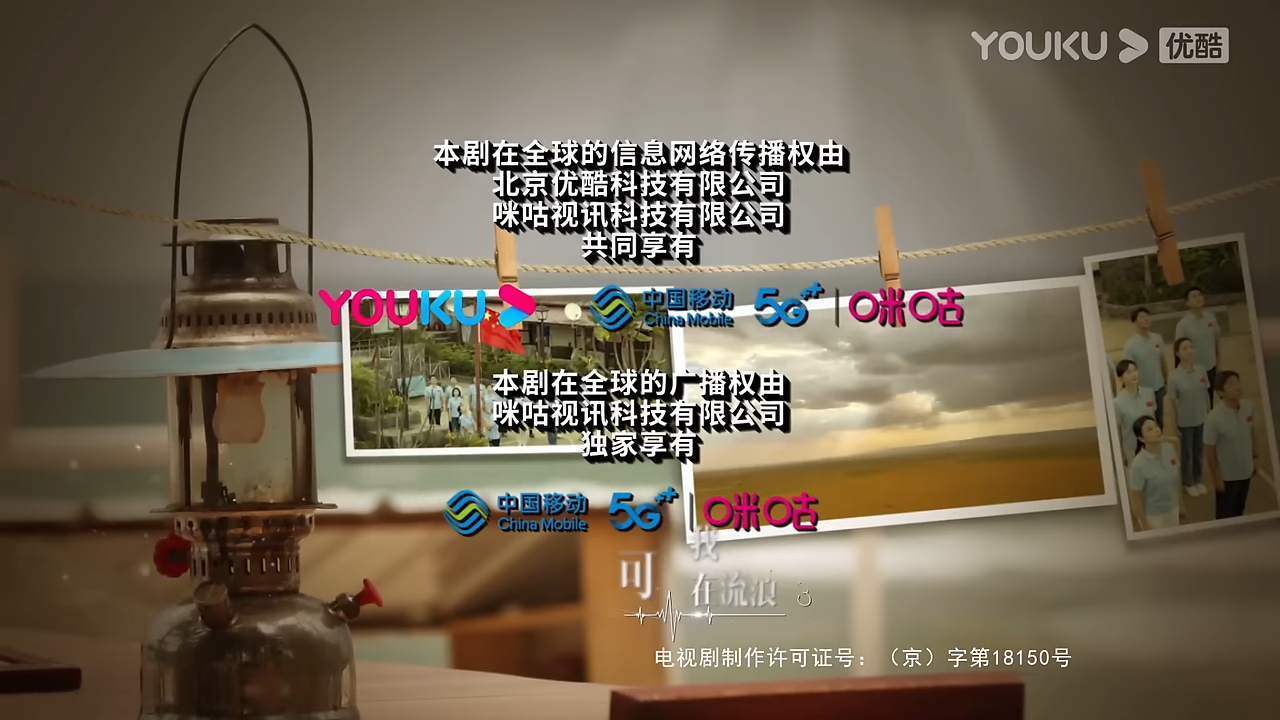 YOUKU 优酷
本剧在全球的信息网络传播权由
北京优酷科技有限公司
咪咕视讯科技有限公司
共同享有
YOUKU 中国移动 China Mobile 5G++ 咪咕
本剧在全球的广播权由
咪咕视讯科技有限公司
独家享有
中国移动 China Mobile 5G++ 咪咕
可 我
在流浪
电视剧制作许可证号：（京）字第18150号